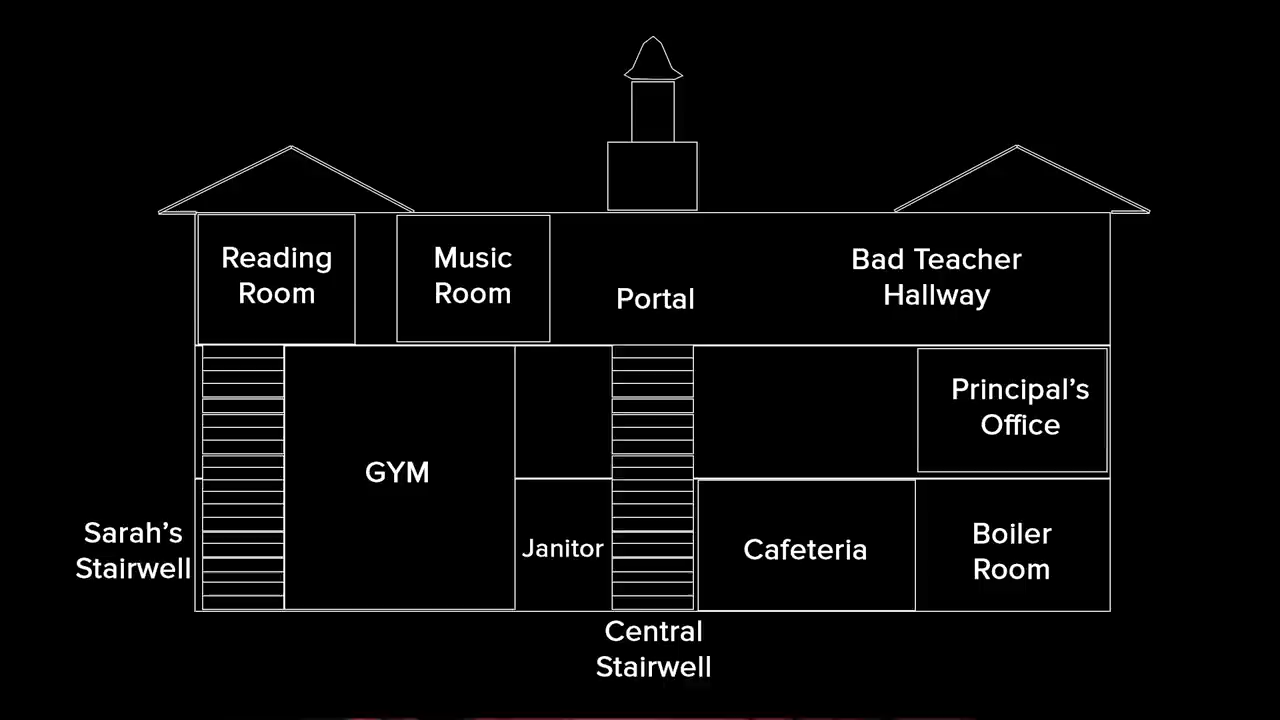 Reading
Room
Music
Room
Portal
Bad Teacher
Hallway
Principal's
Office
GYM
Sarah's
Stairwell
Janitor
Cafeteria
Boiler
Room
Central
Stairwell